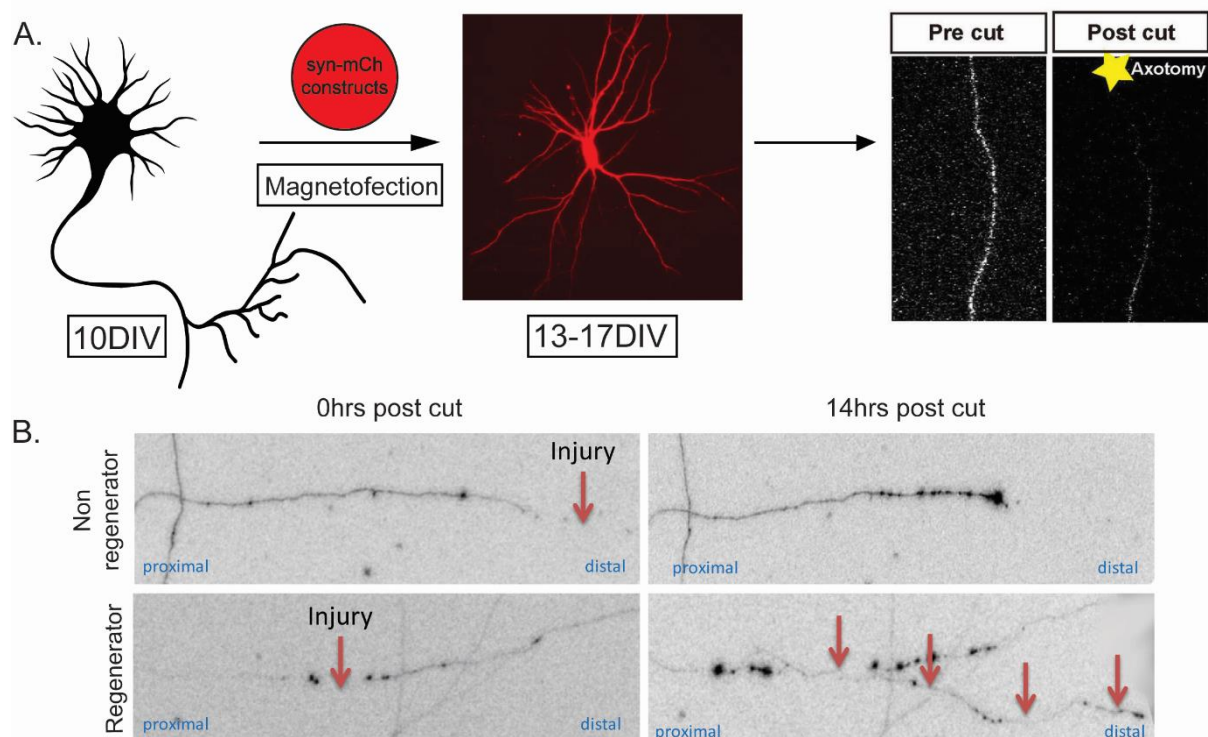 A.
syn-mCh
constructs
Magnetofection
10DIV
13-17DIV
Pre cut
Post cut
Axotomy
B.
0hrs post cut
14hrs post cut
Non
regenerator
Injury
proximal
distal
proximal
distal
Regenerator
Injury
proximal
distal
proximal
distal